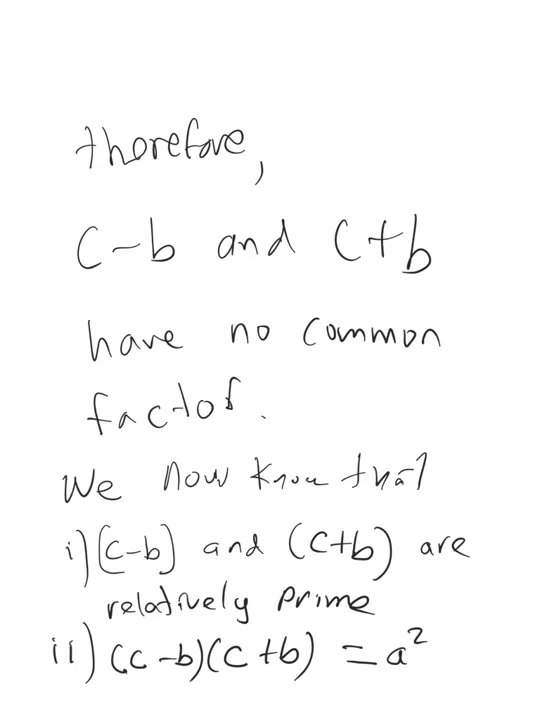 therefore,
c-b and c+b
have no common
factor.
We now know that
i) (c-b) and (c+b) are
relatively prime
ii) (c-b)(c+b) = a²